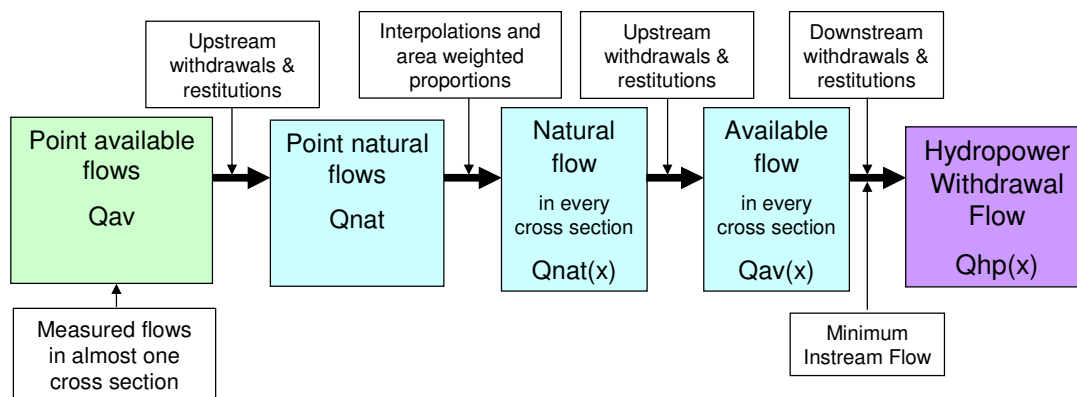 Upstream
withdrawals &
restitutions
Interpolations and
area weighted
proportions
Upstream
withdrawals &
restitutions
Downstream
withdrawals &
restitutions
Point available
flows
Qav
Point natural
flows
Qnat
Natural
flow
in every
cross section
Qnat(x)
Available
flow
in every
cross section
Qav(x)
Hydropower
Withdrawal
Flow
Qhp(x)
Measured flows
in almost one
cross section
Minimum
Instream Flow